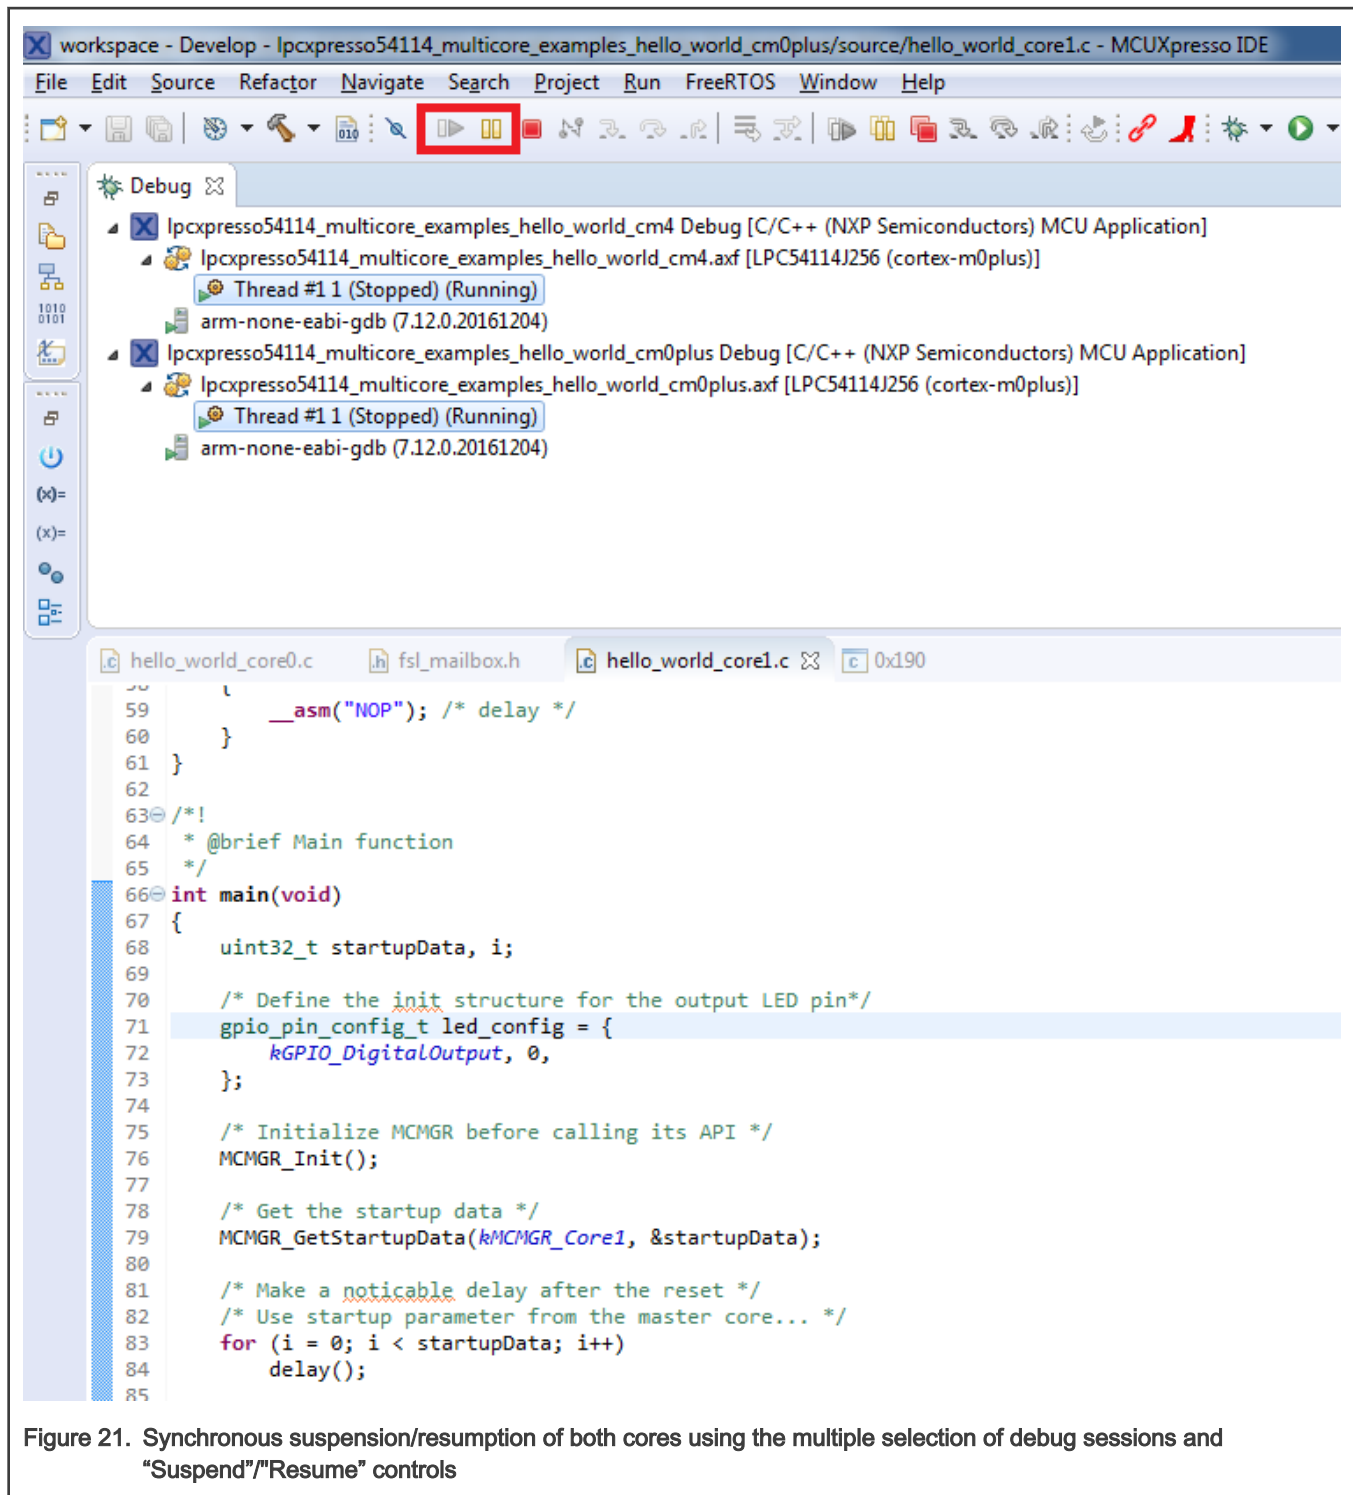 workspace - Develop - lpcxpresso54114_multicore_examples_hello_world_cm0plus/source/hello_world_core1.c - MCUXpresso IDE
File Edit Source Refactor Navigate Search Project Run FreeRTOS Window Help
010
Debug
lpcxpresso54114_multicore_examples_hello_world_cm4 Debug [C/C++ (NXP Semiconductors) MCU Application]
lpcxpresso54114_multicore_examples_hello_world_cm4.axf [LPC54114J256 (cortex-m0plus)]
Thread #1 1 (Stopped) (Running)
arm-none-eabi-gdb (7.12.0.20161204)
lpcxpresso54114_multicore_examples_hello_world_cm0plus Debug [C/C++ (NXP Semiconductors) MCU Application]
lpcxpresso54114_multicore_examples_hello_world_cm0plus.axf [LPC54114J256 (cortex-m0plus)]
Thread #1 1 (Stopped) (Running)
arm-none-eabi-gdb (7.12.0.20161204)
1010
0101
(x)=
(x)=
.c hello_world_core0.c .h fsl_mailbox.h .c hello_world_core1.c c 0x190
58 {
59 __asm("NOP"); /* delay */
60 }
61 }
62
63 /*!
64 * @brief Main function
65 */
66 int main(void)
67 {
68 uint32_t startupData, i;
69
70 /* Define the init structure for the output LED pin*/
71 gpio_pin_config_t led_config = {
72 kGPIO_DigitalOutput, 0,
73 };
74
75 /* Initialize MCMGR before calling its API */
76 MCMGR_Init();
77
78 /* Get the startup data */
79 MCMGR_GetStartupData(kMCMGR_Core1, &startupData);
80
81 /* Make a noticable delay after the reset */
82 /* Use startup parameter from the master core... */
83 for (i = 0; i < startupData; i++)
84 delay();
85
Figure 21. Synchronous suspension/resumption of both cores using the multiple selection of debug sessions and
“Suspend”/"Resume” controls